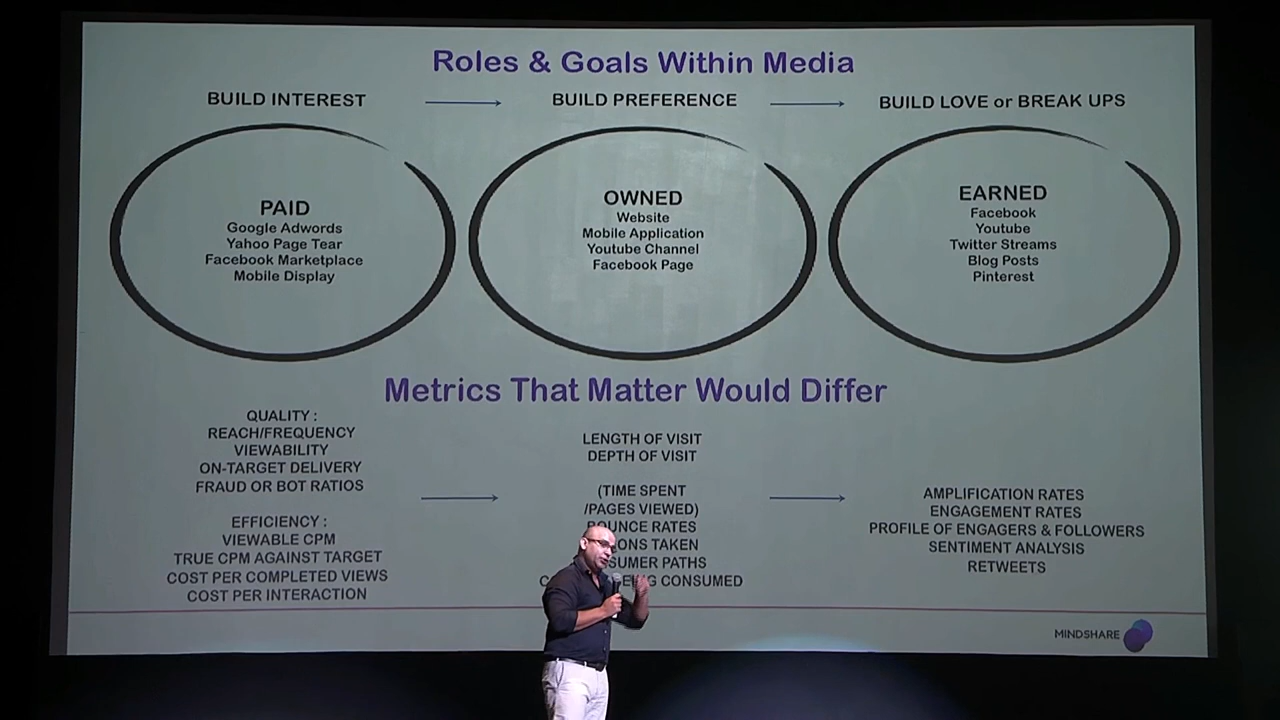 Roles & Goals Within Media
BUILD INTEREST
BUILD PREFERENCE
BUILD LOVE or BREAK UPS
PAID
Google Adwords
Yahoo Page Tear
Facebook Marketplace
Mobile Display
OWNED
Website
Mobile Application
Youtube Channel
Facebook Page
EARNED
Facebook
Youtube
Twitter Streams
Blog Posts
Pinterest
Metrics That Matter Would Differ
QUALITY :
REACH/FREQUENCY
VIEWABILITY
ON-TARGET DELIVERY
FRAUD OR BOT RATIOS
EFFICIENCY :
VIEWABLE CPM
TRUE CPM AGAINST TARGET
COST PER COMPLETED VIEWS
COST PER INTERACTION
LENGTH OF VISIT
DEPTH OF VISIT
(TIME SPENT
/PAGES VIEWED)
BOUNCE RATES
TAKEN
PATHS
CONSUMED
AMPLIFICATION RATES
ENGAGEMENT RATES
PROFILE OF ENGAGERS & FOLLOWERS
SENTIMENT ANALYSIS
RETWEETS
MINDSHARE